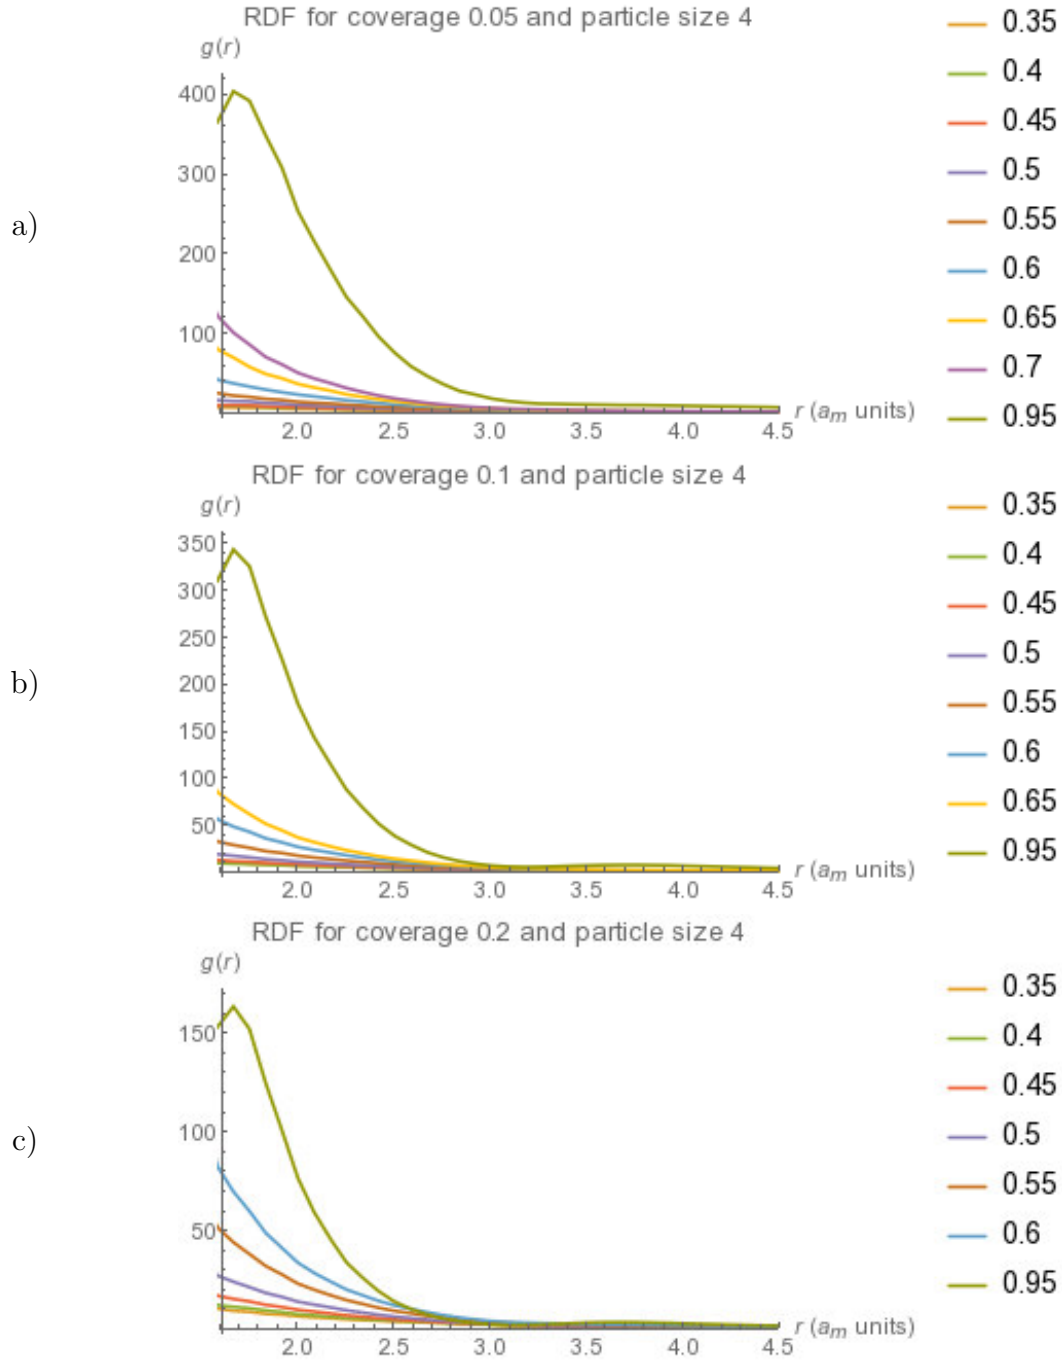 a)
RDF for coverage 0.05 and particle size 4
g(r)
400
300
200
100
2.0 2.5 3.0 3.5 4.0 4.5
r (a_m units)
0.35
0.4
0.45
0.5
0.55
0.6
0.65
0.7
0.95
b)
RDF for coverage 0.1 and particle size 4
g(r)
350
300
250
200
150
100
50
2.0 2.5 3.0 3.5 4.0 4.5
r (a_m units)
0.35
0.4
0.45
0.5
0.55
0.6
0.65
0.95
c)
RDF for coverage 0.2 and particle size 4
g(r)
150
100
50
2.0 2.5 3.0 3.5 4.0 4.5
r (a_m units)
0.35
0.4
0.45
0.5
0.55
0.6
0.95